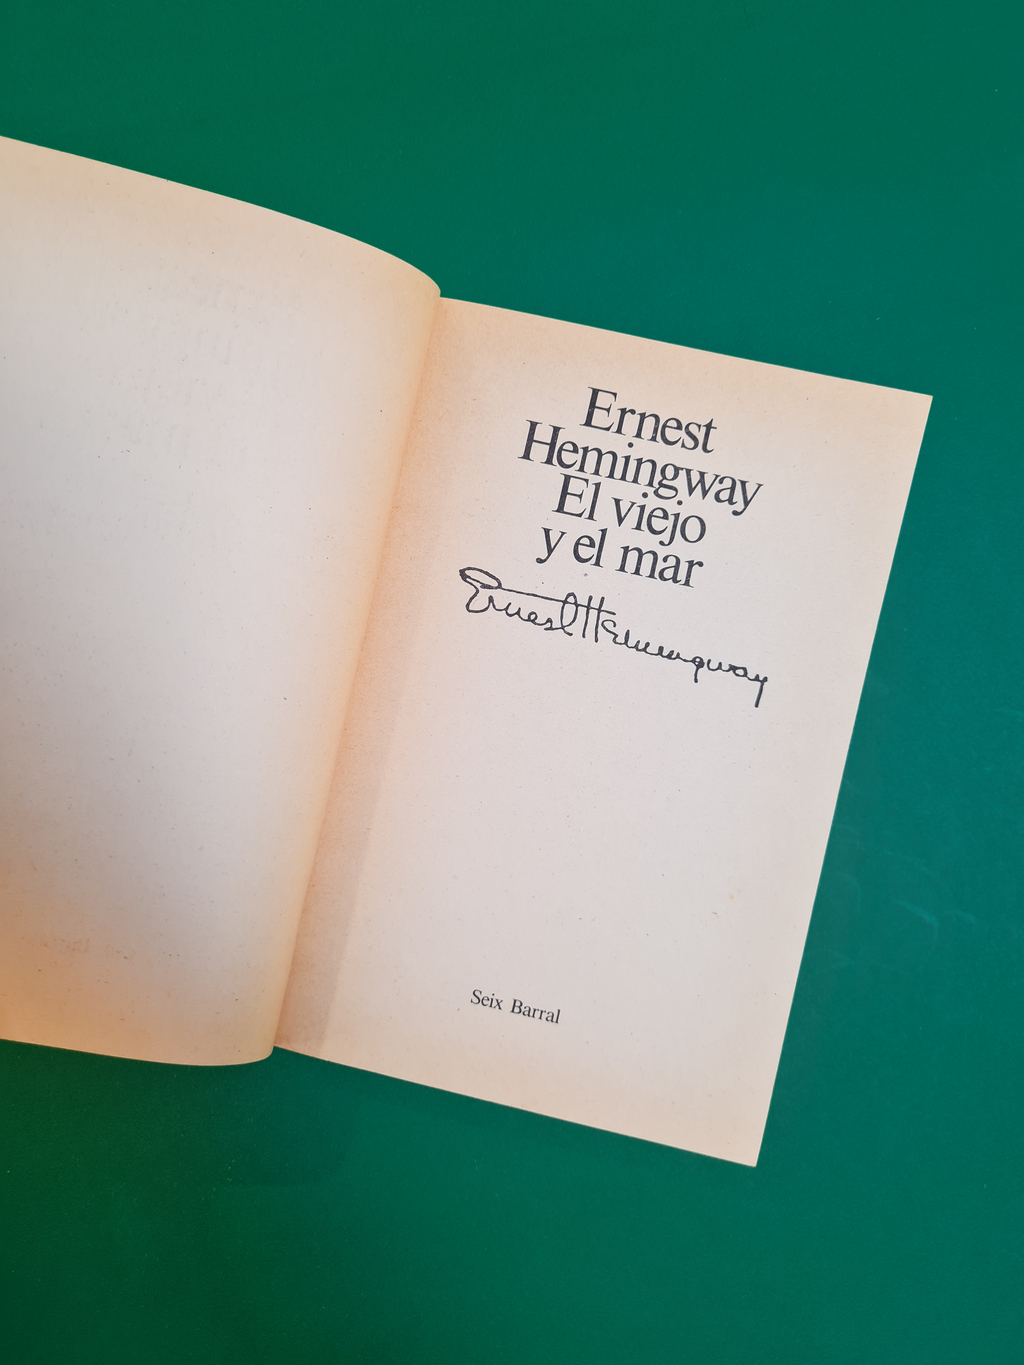 Ernest
Hemingway
El viejo
y el mar
Ernest Hemingway
Seix Barral